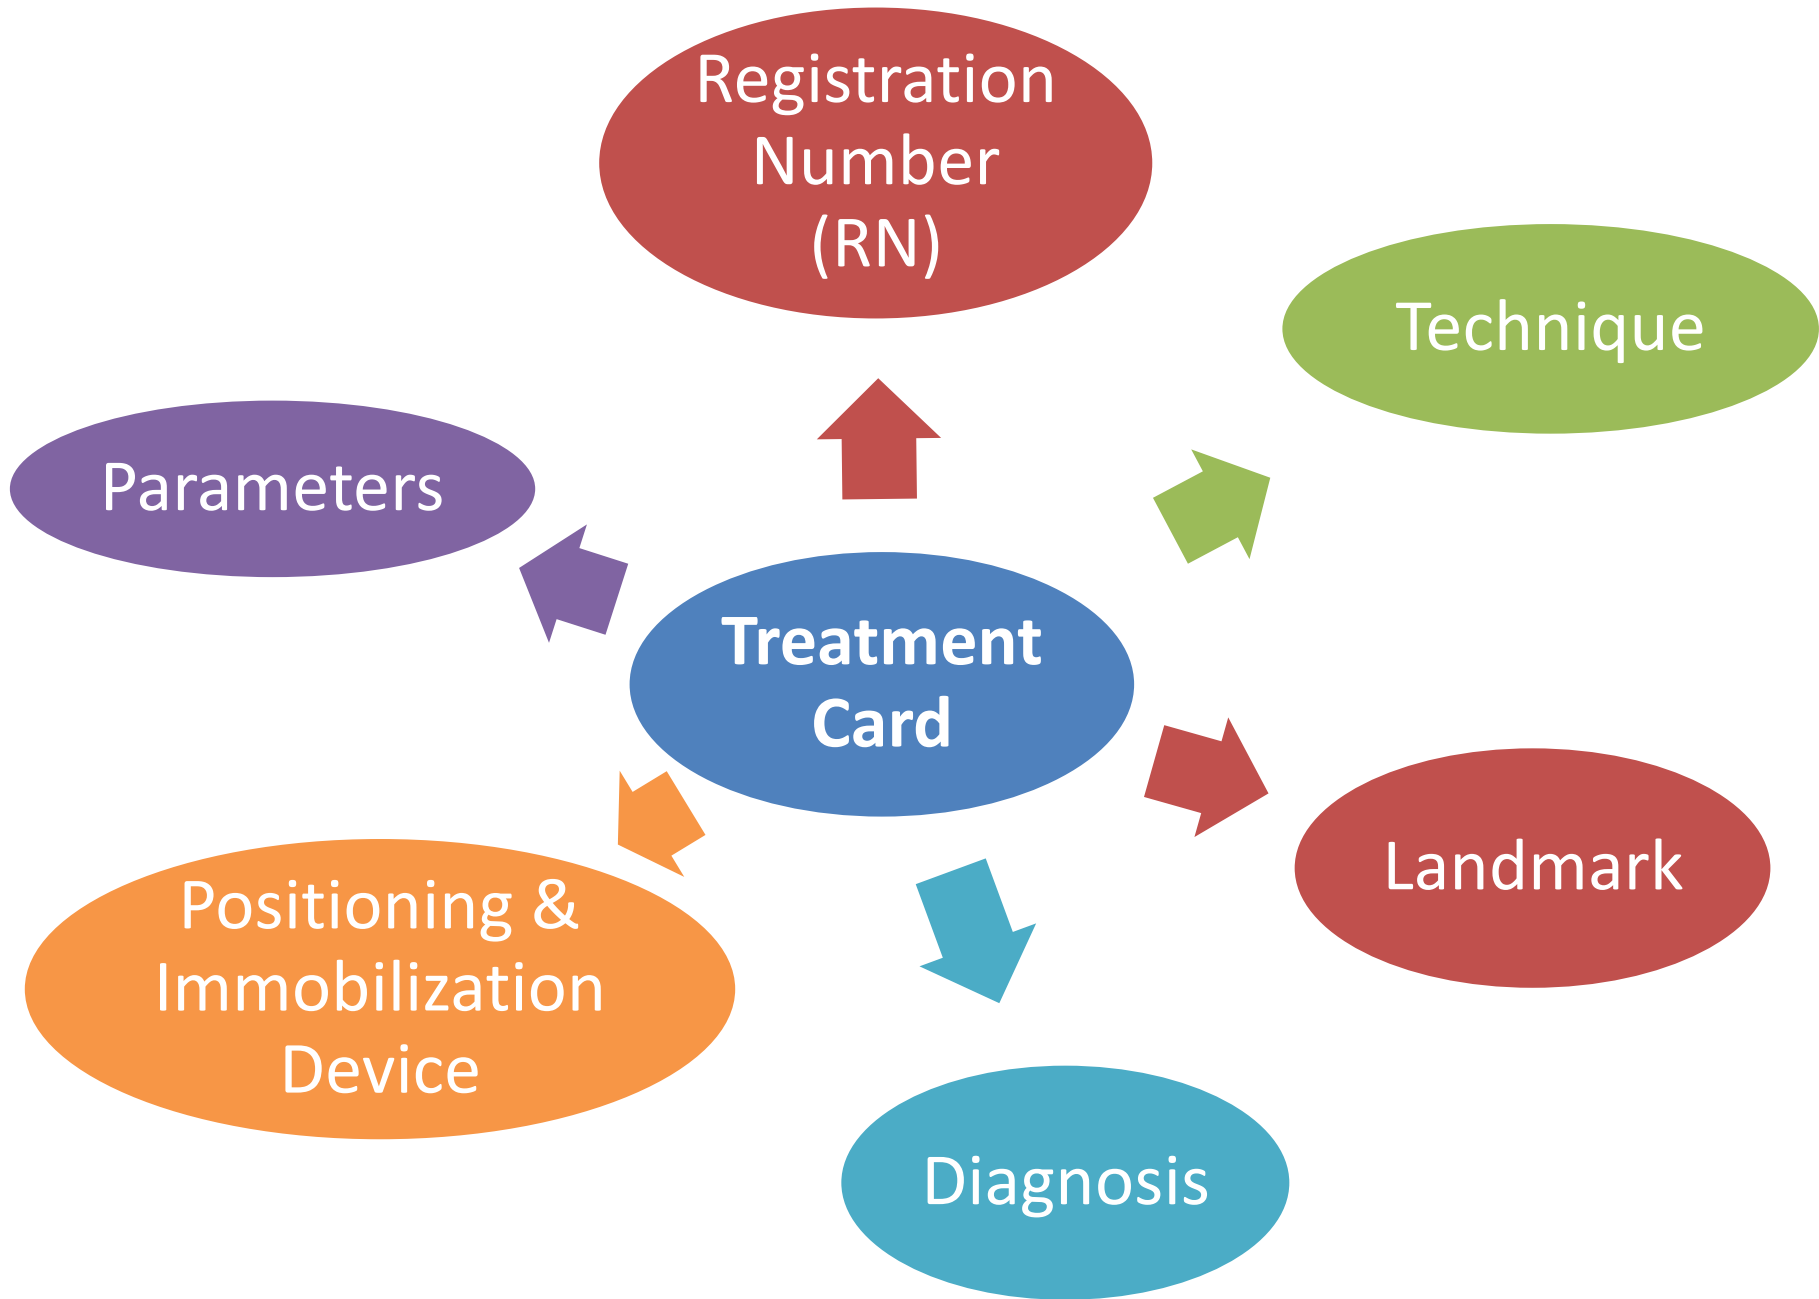 Registration
Number
(RN)
Technique
Parameters
Treatment
Card
Landmark
Positioning &
Immobilization
Device
Diagnosis